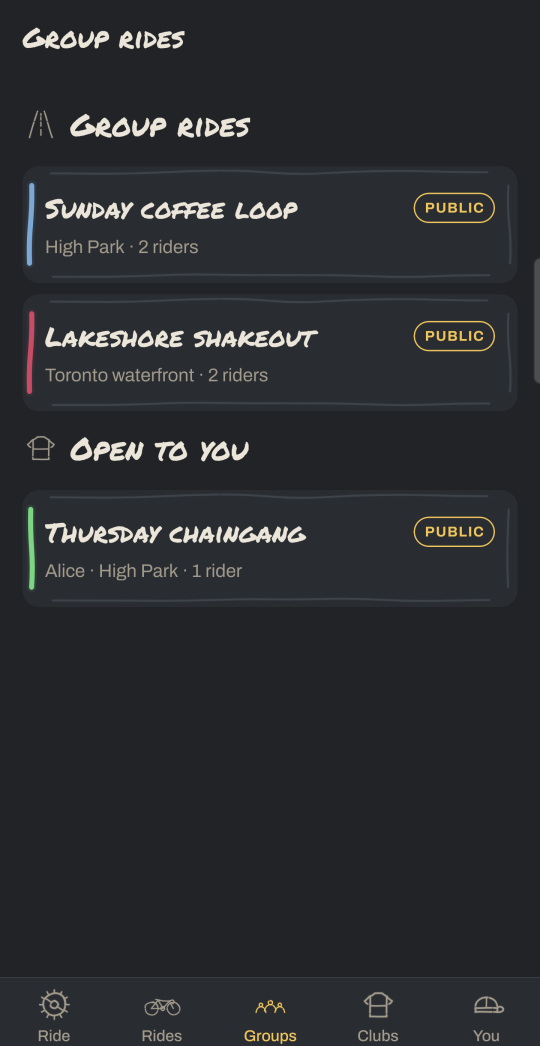 Group rides
Group rides
Sunday coffee loop
PUBLIC
High Park · 2 riders
Lakeshore shakeout
PUBLIC
Toronto waterfront · 2 riders
Open to you
Thursday chaingang
PUBLIC
Alice · High Park · 1 rider
Ride
Rides
Groups
Clubs
You